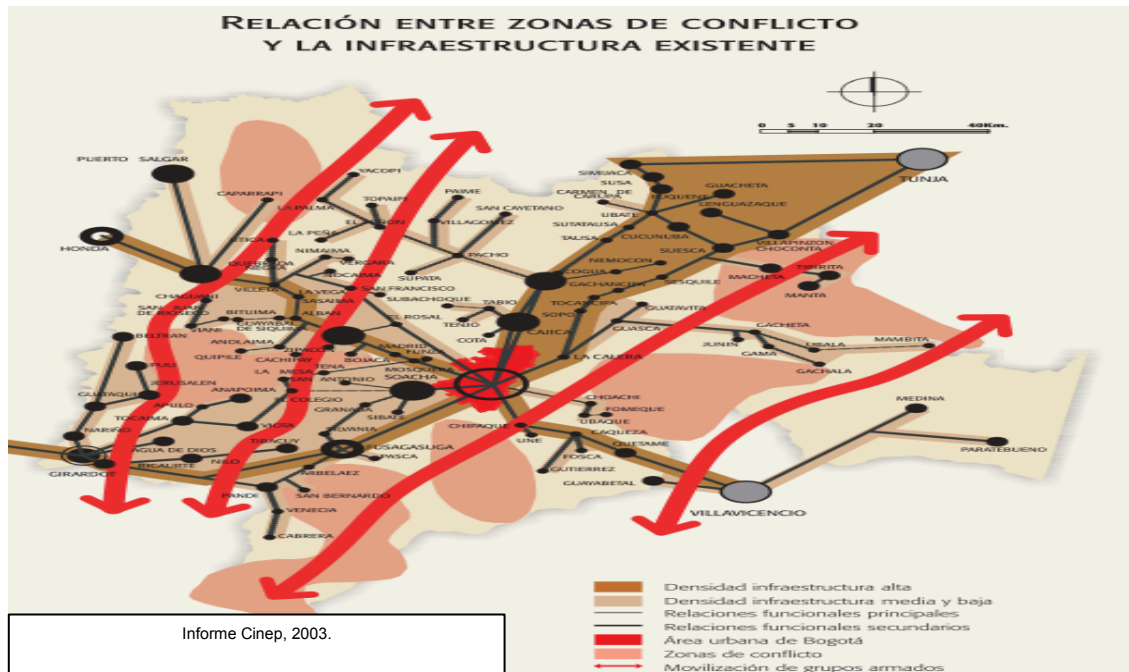 RELACIÓN ENTRE ZONAS DE CONFLICTO
Y LA INFRAESTRUCTURA EXISTENTE
0 5 10 20 40Km.
PUERTO SALGAR
YACOPI
CAPARRAPI
LA PALMA
TOPAIPI
PAIME
SAN CAYETANO
VILLAGOMEZ
SIMIJACA
SUSA
CARMEN DE
CARUPA
GUACHETA
TUNJA
LENGUAZAQUE
UBATE
SUTATAUSA
TAUSA
CUCUNUBA
VILLAPINZON
CHOCONTA
SUESCA
HONDA
LA PEÑA
UTICA
NIMAIMA
PACHO
VERGARA
NOCAIMA
SUPATA
NEMOCON
COGUA
GACHANCIPA
SESQUILE
MACHETA
TIBIRITA
MANTA
VILLETA
LA VEGA
SASAIMA
SAN FRANCISCO
SUBACHOQUE
TABIO
TOCANCIPA
SOPO
GUATAVITA
CHAGUANI
SAN JUAN
DE RIOSECO
BITUIMA
VIANE
GUAYABAL
DE SIQUIMA
ALBAN
EL ROSAL
TENJO
CAJICA
COTA
GUASCA
GACHETA
BELTRAN
ANOLAIMA
ZIPACON
MADRID
FUNZA
JUNIN
GAMA
UBALA
MAMBITA
QUIPILE
CACHIPAY
BOJACA
MOSQUERA
LA CALERA
GACHALA
PULI
LA MESA
TENA
SOACHA
JERUSALEN
ANAPOIMA
SAN ANTONIO
MEDINA
GUATAQUI
APULO
EL COLEGIO
GRANADA
SIBATE
CHOACHI
FOMEQUE
UBAQUE
TOCAIMA
VIOTA
CHIPAQUE
CAQUEZA
NARIÑO
TIBACUY
FUSAGASUGA
UNE
QUETAME
AGUA DE DIOS
PASCA
FOSCA
PARATEBUENO
GIRARDOT
RICAURTE
NILO
ARBELAEZ
GUTIERREZ
GUAYABETAL
PANDI
SAN BERNARDO
VILLAVICENCIO
VENECIA
CABRERA
Densidad infraestructura alta
Densidad infraestructura media y baja
Relaciones funcionales principales
Relaciones funcionales secundarios
Área urbana de Bogotá
Zonas de conflicto
Movilización de grupos armados
Informe Cinep, 2003.